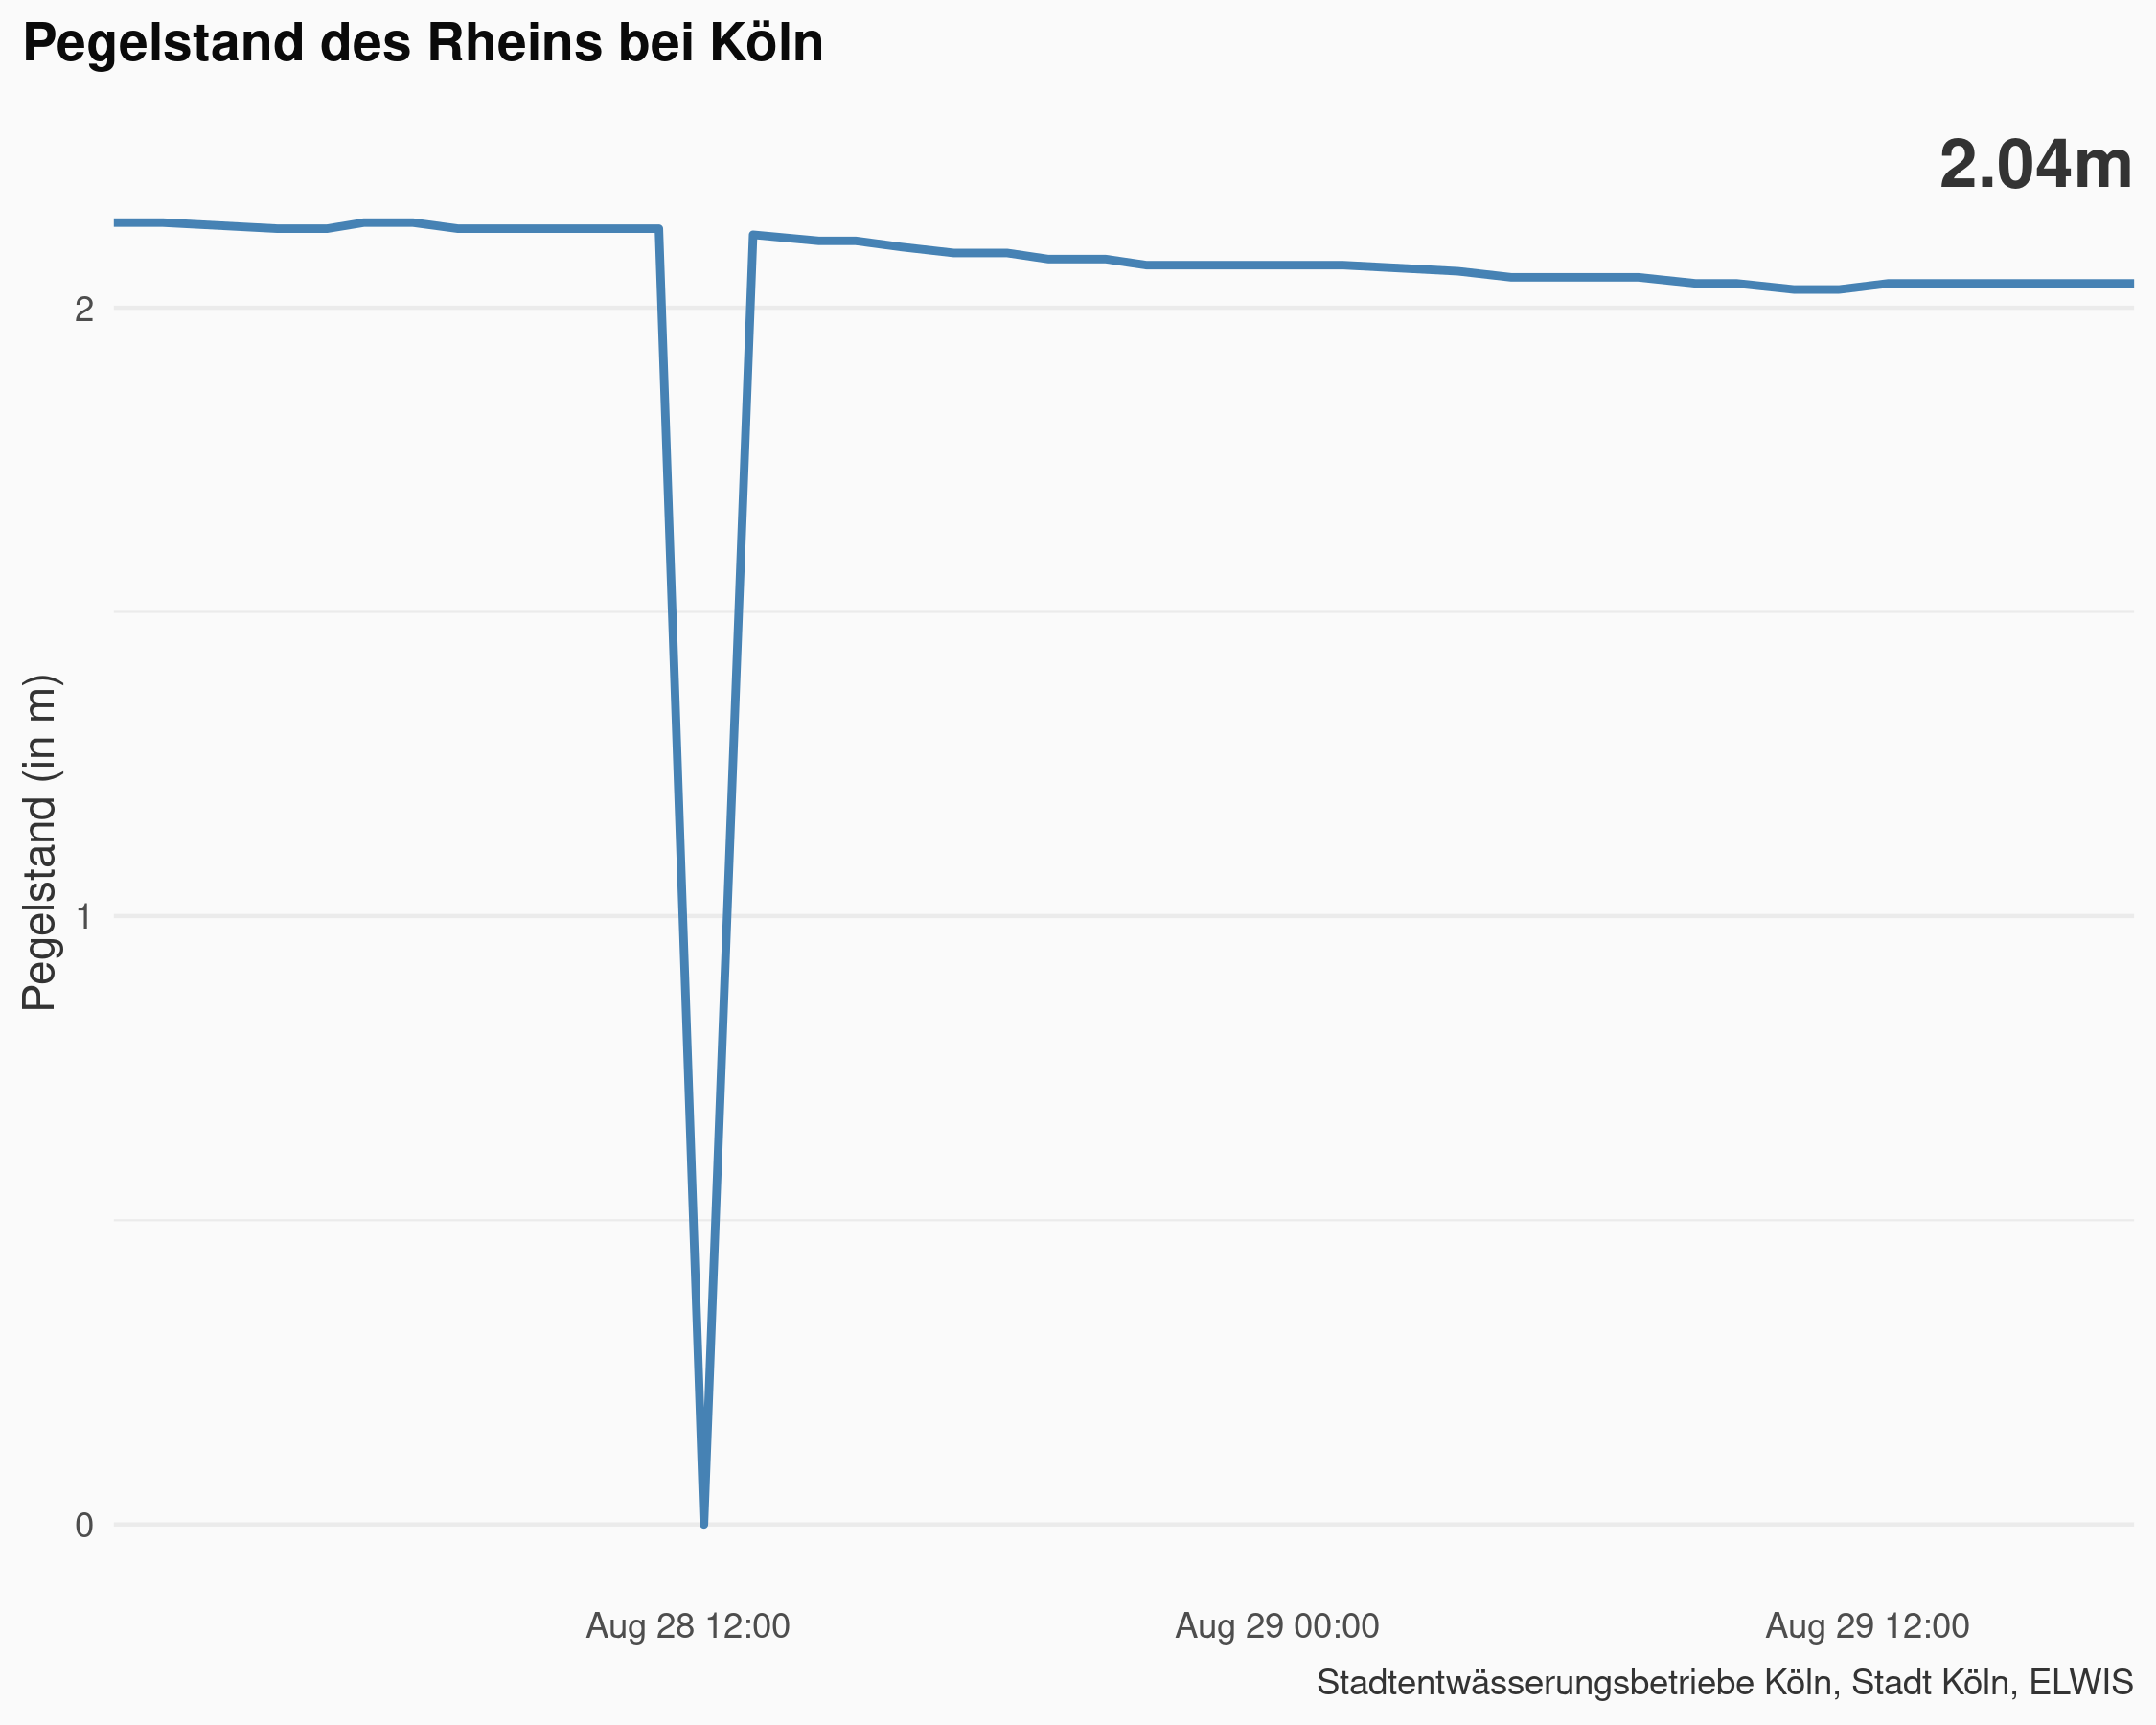 Pegelstand des Rheins bei Köln
2.04m
Pegelstand (in m)
2
1
0
Aug 28 12:00
Aug 29 00:00
Aug 29 12:00
Stadtentwässerungsbetriebe Köln, Stadt Köln, ELWIS